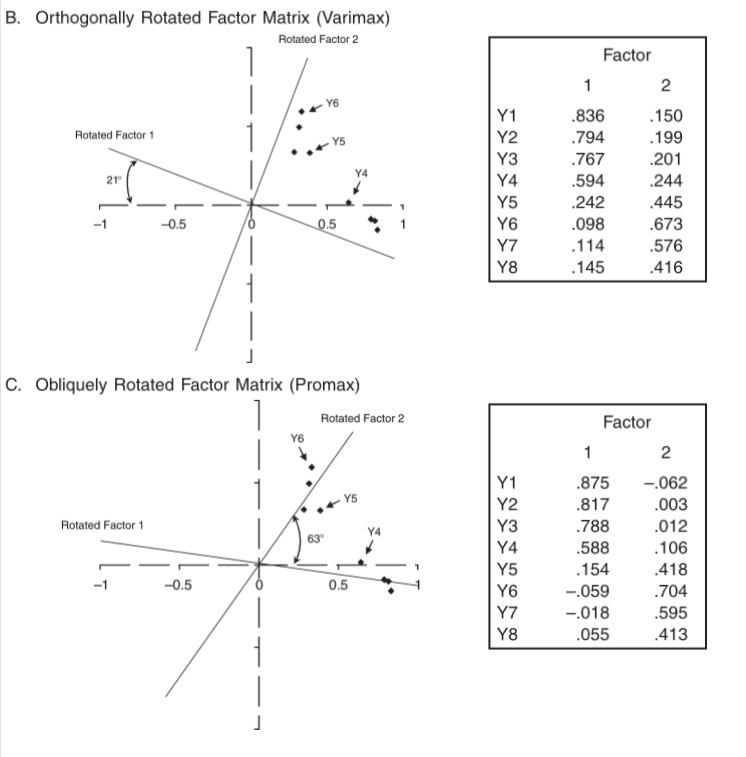 B. Orthogonally Rotated Factor Matrix (Varimax)
Rotated Factor 2
Y6
Rotated Factor 1
Y5
21°
Y4
–1
–0.5
0
0.5
1
Factor
1 2
Y1 .836 .150
Y2 .794 .199
Y3 .767 .201
Y4 .594 .244
Y5 .242 .445
Y6 .098 .673
Y7 .114 .576
Y8 .145 .416
C. Obliquely Rotated Factor Matrix (Promax)
Rotated Factor 2
Y6
Y5
Rotated Factor 1
63°
Y4
–1
–0.5
0
0.5
1
Factor
1 2
Y1 .875 –.062
Y2 .817 .003
Y3 .788 .012
Y4 .588 .106
Y5 .154 .418
Y6 –.059 .704
Y7 –.018 .595
Y8 .055 .413